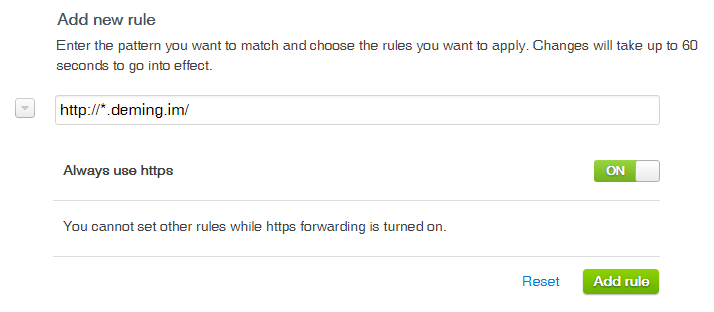 Add new rule
Enter the pattern you want to match and choose the rules you want to apply. Changes will take up to 60
seconds to go into effect.
http://*.deming.im/
Always use https
ON
You cannot set other rules while https forwarding is turned on.
Reset
Add rule